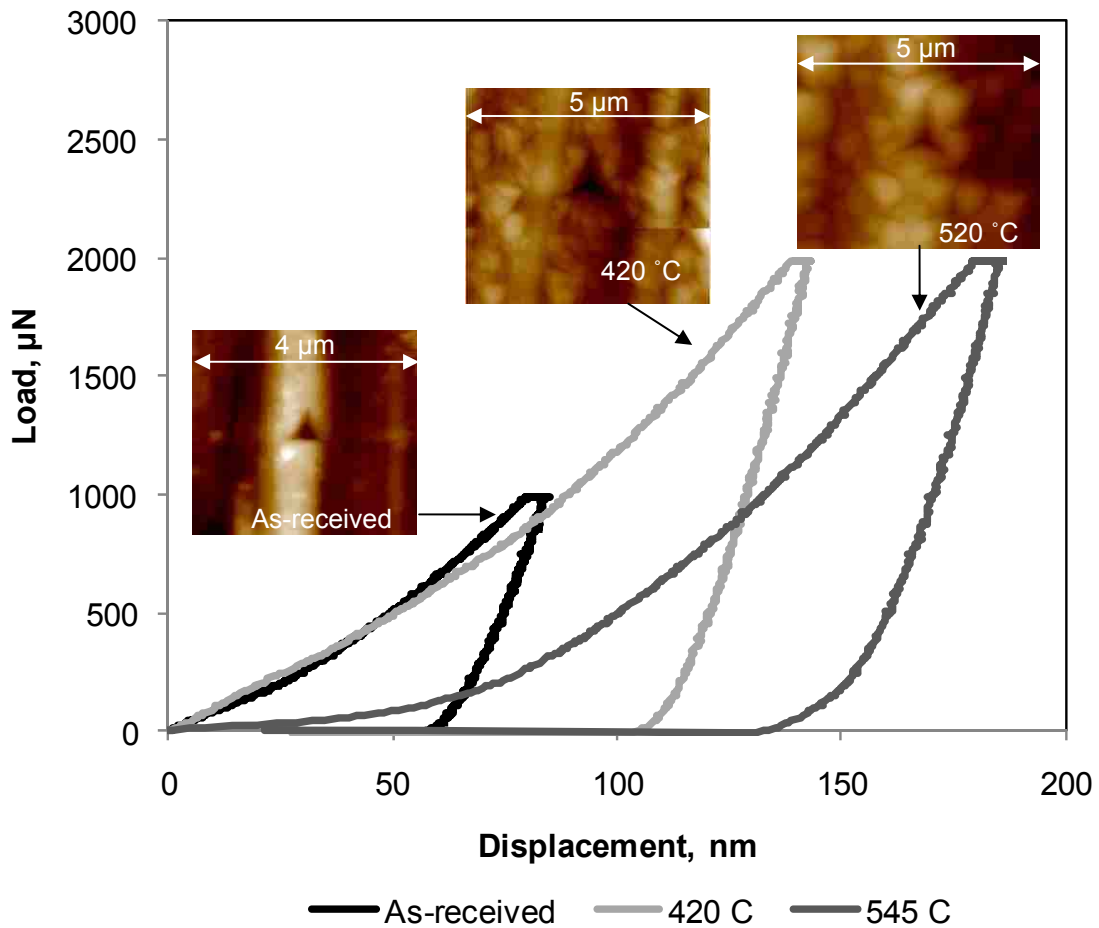 3000
2500
2000
1500
1000
500
0
Load, µN
5 µm
520 ˚C
5 µm
420 ˚C
4 µm
As-received
0
50
100
150
200
Displacement, nm
As-received
420 C
545 C